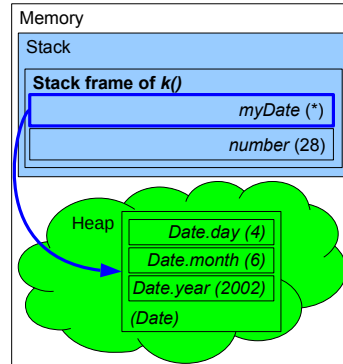 Memory
Stack
Stack frame of k()
myDate (*)
number (28)
Heap
Date.day (4)
Date.month (6)
Date.year (2002)
(Date)